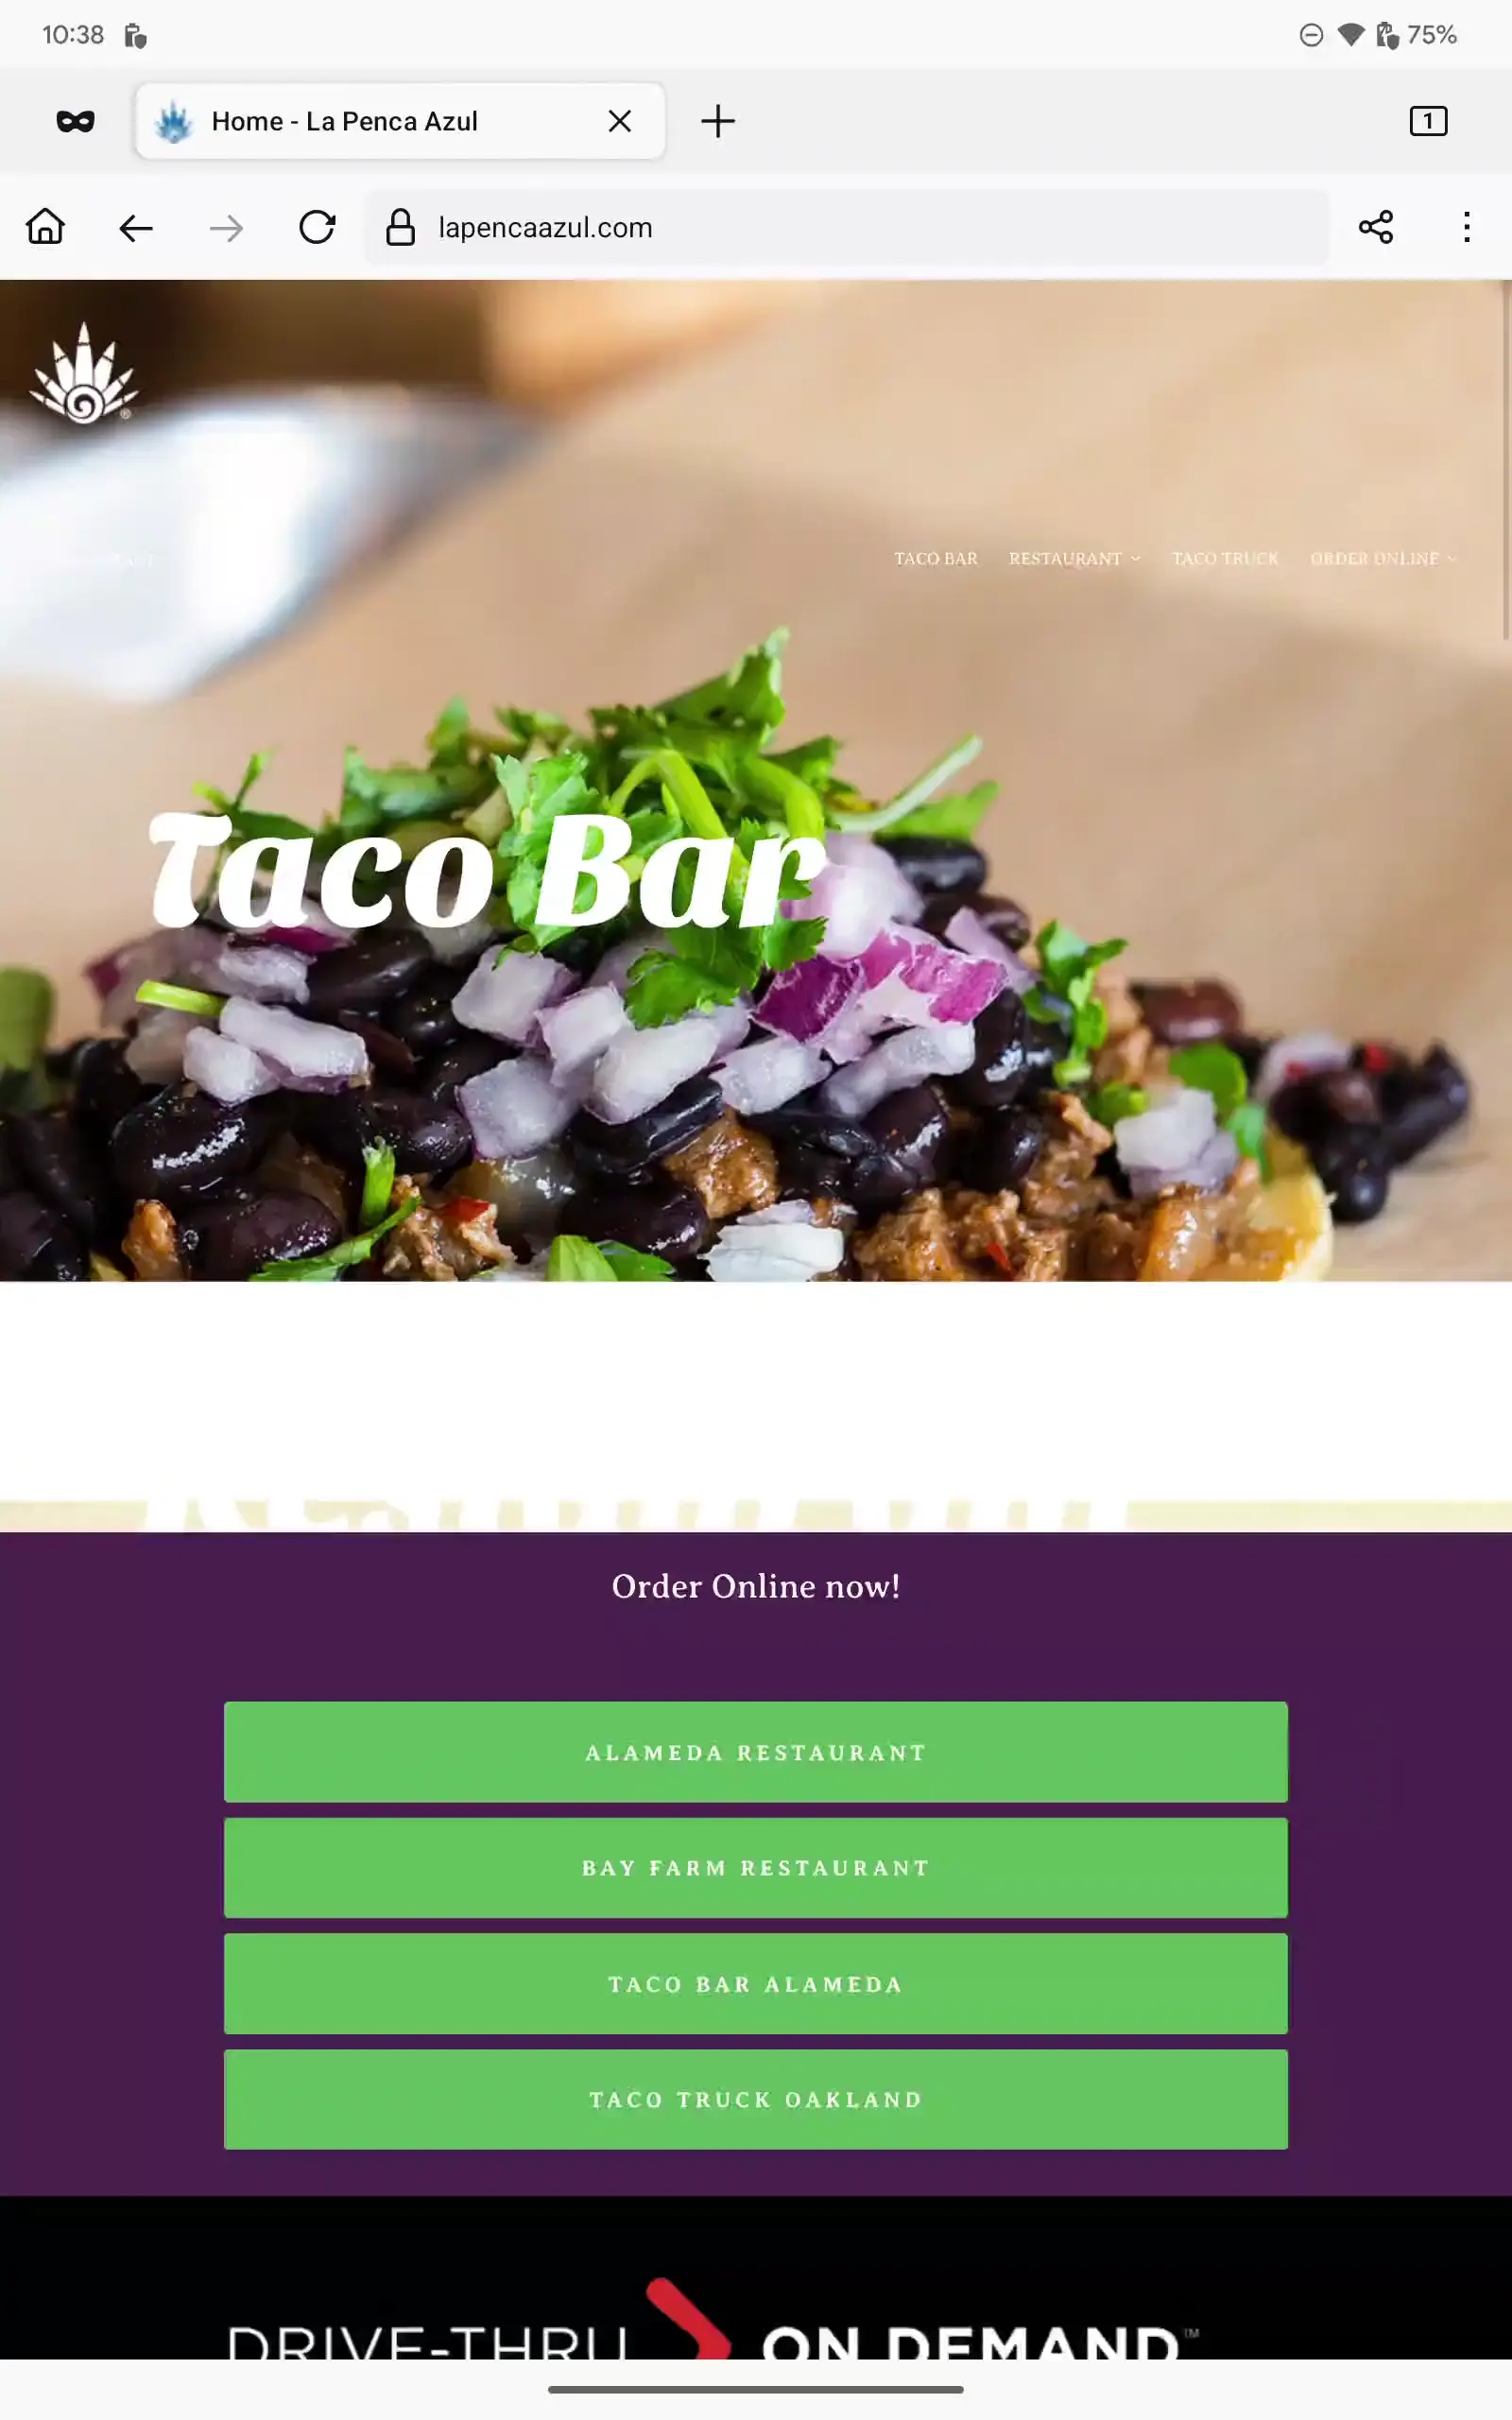 10:38
75%
Home - La Penca Azul
1
lapencaazul.com
TACO BAR RESTAURANT TACO TRUCK ORDER ONLINE
Taco Bar
Order Online now!
ALAMEDA RESTAURANT
BAY FARM RESTAURANT
TACO BAR ALAMEDA
TACO TRUCK OAKLAND
DRIVE-THRU ON DEMAND™